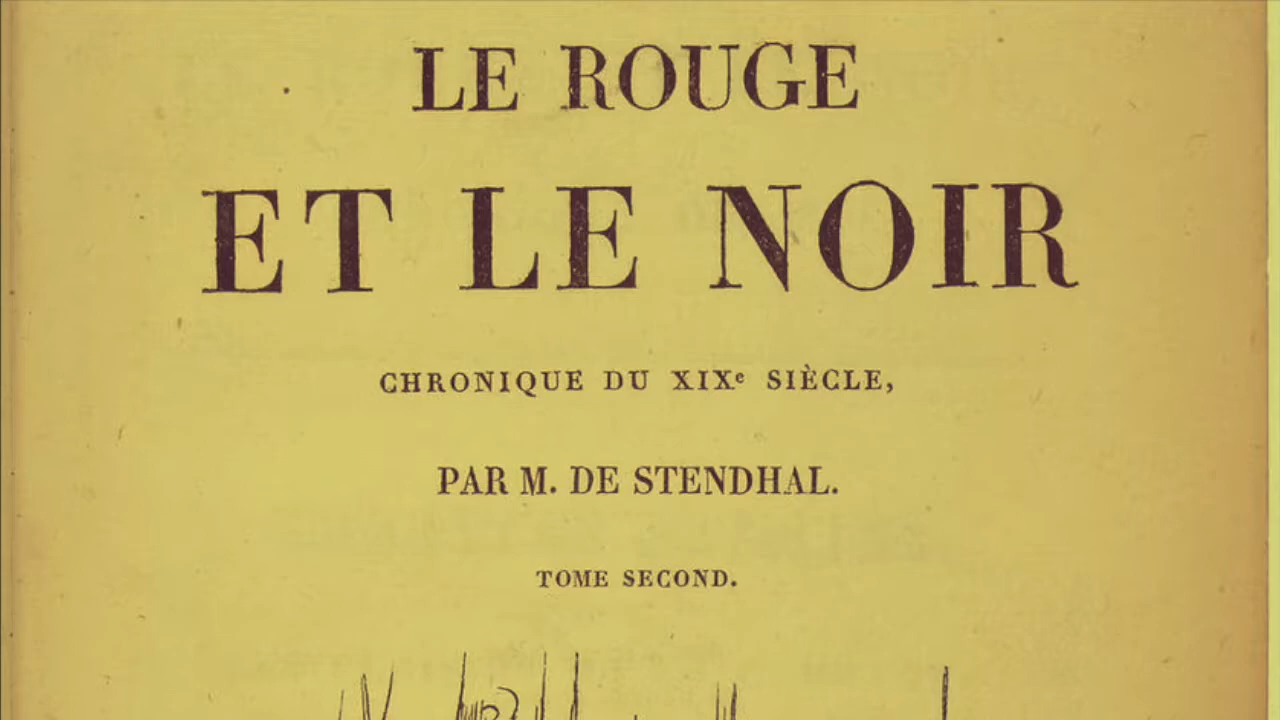 LE ROUGE
ET LE NOIR
CHRONIQUE DU XIXᵉ SIÈCLE,
PAR M. DE STENDHAL.
TOME SECOND.